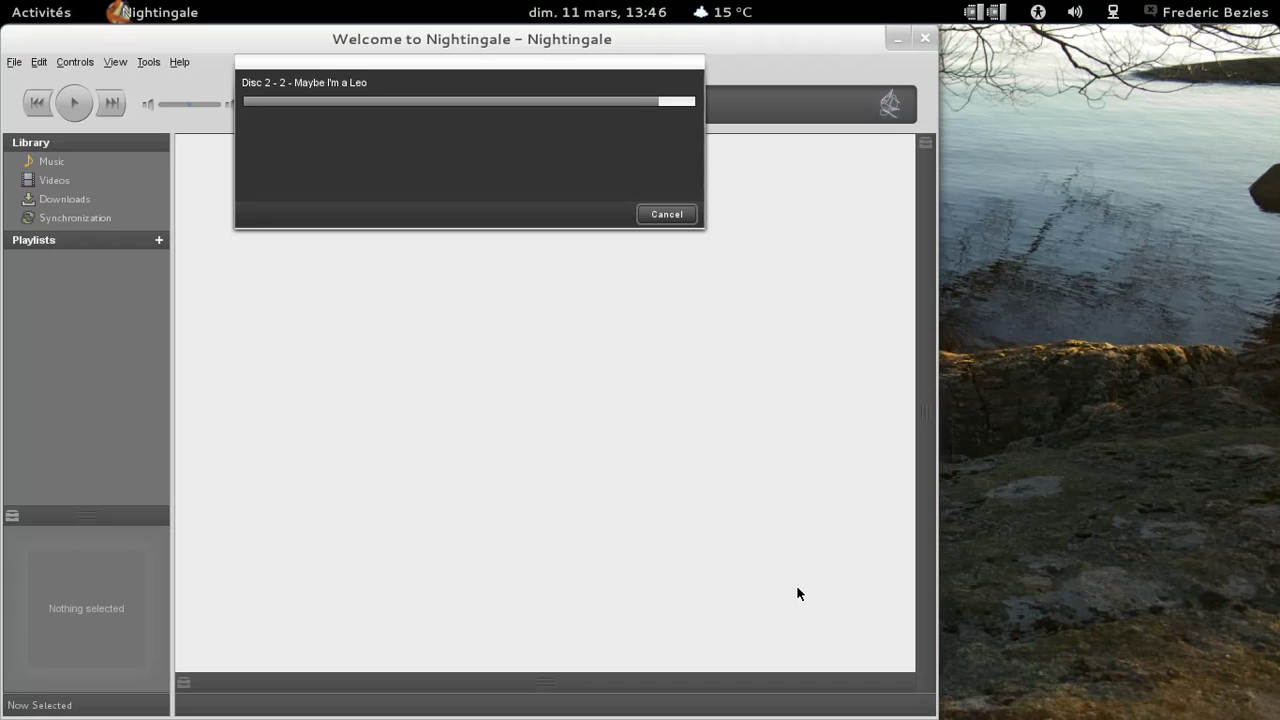 Activités
Nightingale
dim. 11 mars, 13:46
15 °C
Frederic Bezies
Welcome to Nightingale – Nightingale
File Edit Controls View Tools Help
Disc 2 - 2 - Maybe I'm a Leo
Cancel
Library
Music
Videos
Downloads
Synchronization
Playlists +
Nothing selected
Now Selected